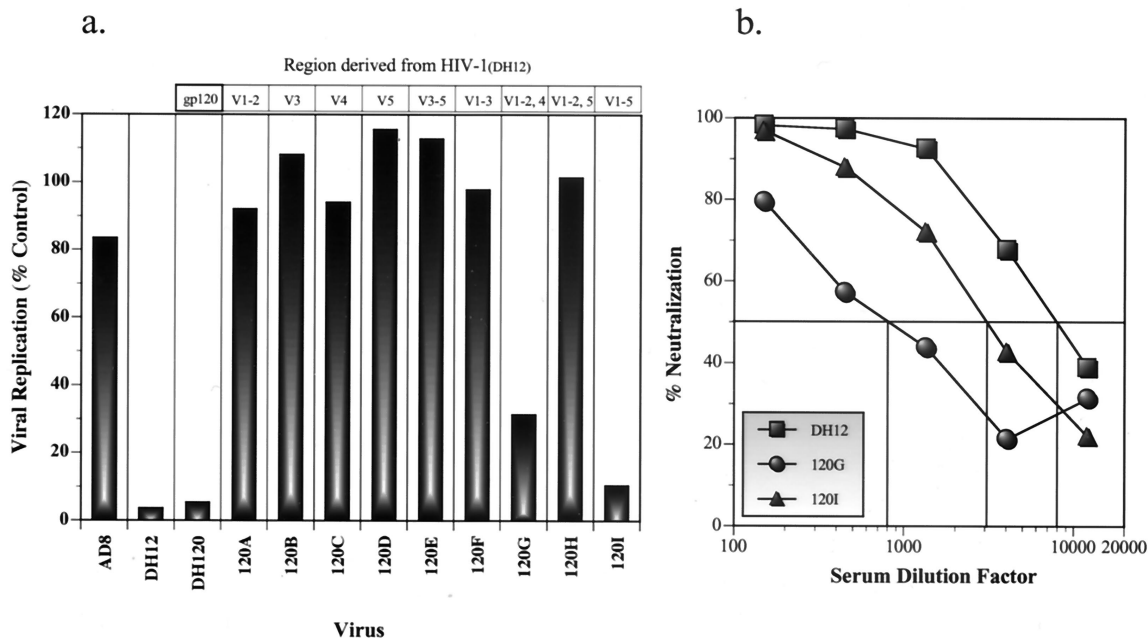 a.
Region derived from HIV-1(DH12)
gp120 V1-2 V3 V4 V5 V3-5 V1-3 V1-2, 4 V1-2, 5 V1-5
Viral Replication (% Control)
120
100
80
60
40
20
0
AD8 DH12 DH120 120A 120B 120C 120D 120E 120F 120G 120H 120I
Virus
b.
% Neutralization
100
80
60
40
20
0
DH12
120G
120I
100 1000 10000 20000
Serum Dilution Factor